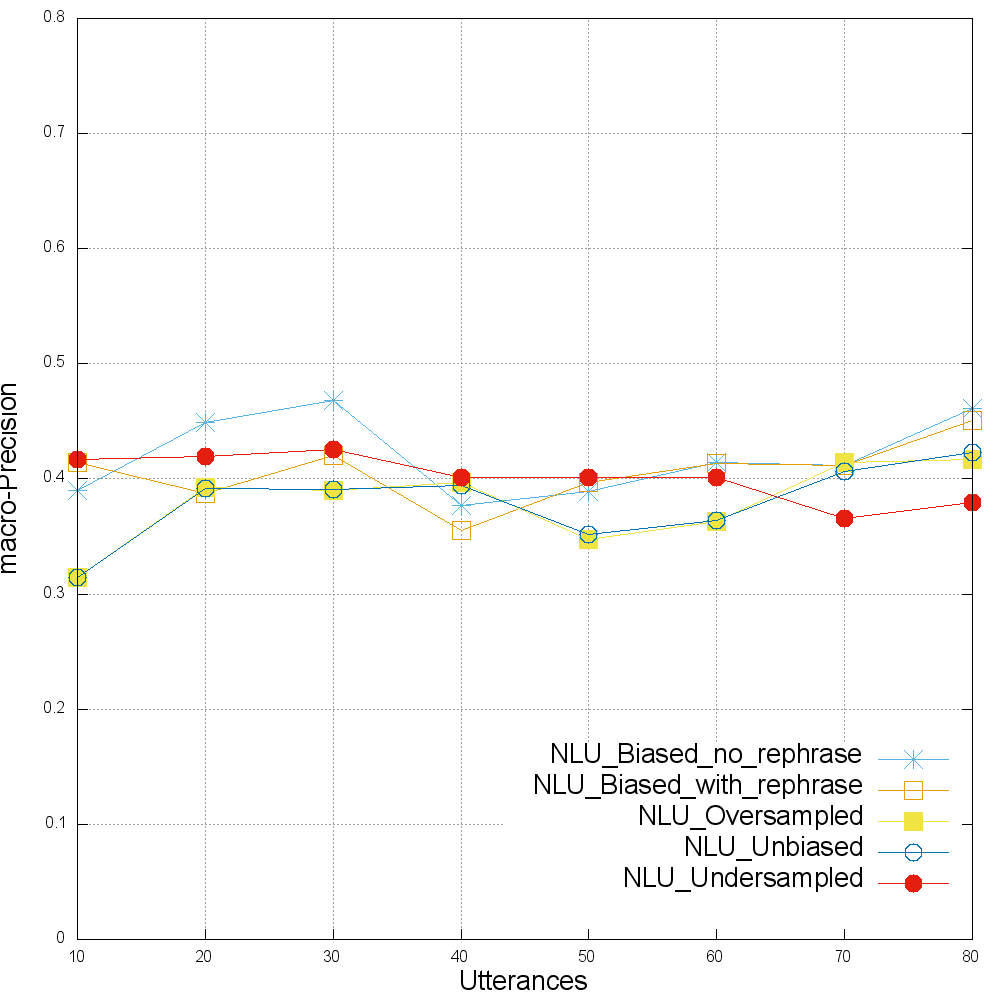 0.8
0.7
0.6
0.5
0.4
0.3
0.2
0.1
0
macro-Precision
NLU_Biased_no_rephrase
NLU_Biased_with_rephrase
NLU_Oversampled
NLU_Unbiased
NLU_Undersampled
10 20 30 40 50 60 70 80
Utterances